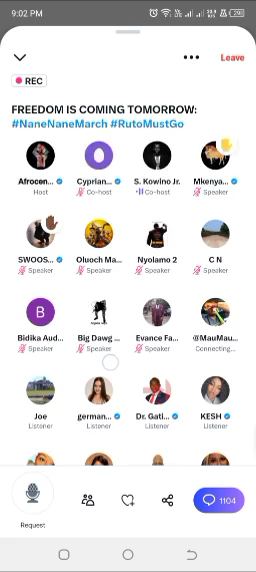 9:02 PM
Leave
REC
FREEDOM IS COMING TOMORROW:
#NaneNaneMarch #RutoMustGo
Afrocen... Cyprian... S. Kowino Jr. Mkenya...
Host Co-host Co-host Speaker
SWOOS... Oluoch Ma... Nyolamo 2 C N
Speaker Speaker Speaker Speaker
B
Bidika Aud... Big Dawg ... Evance Fa... @MauMau...
Speaker Speaker Speaker Connecting...
Joe german... Dr. Gati... KESH
Listener Listener Listener Listener
1104
Request